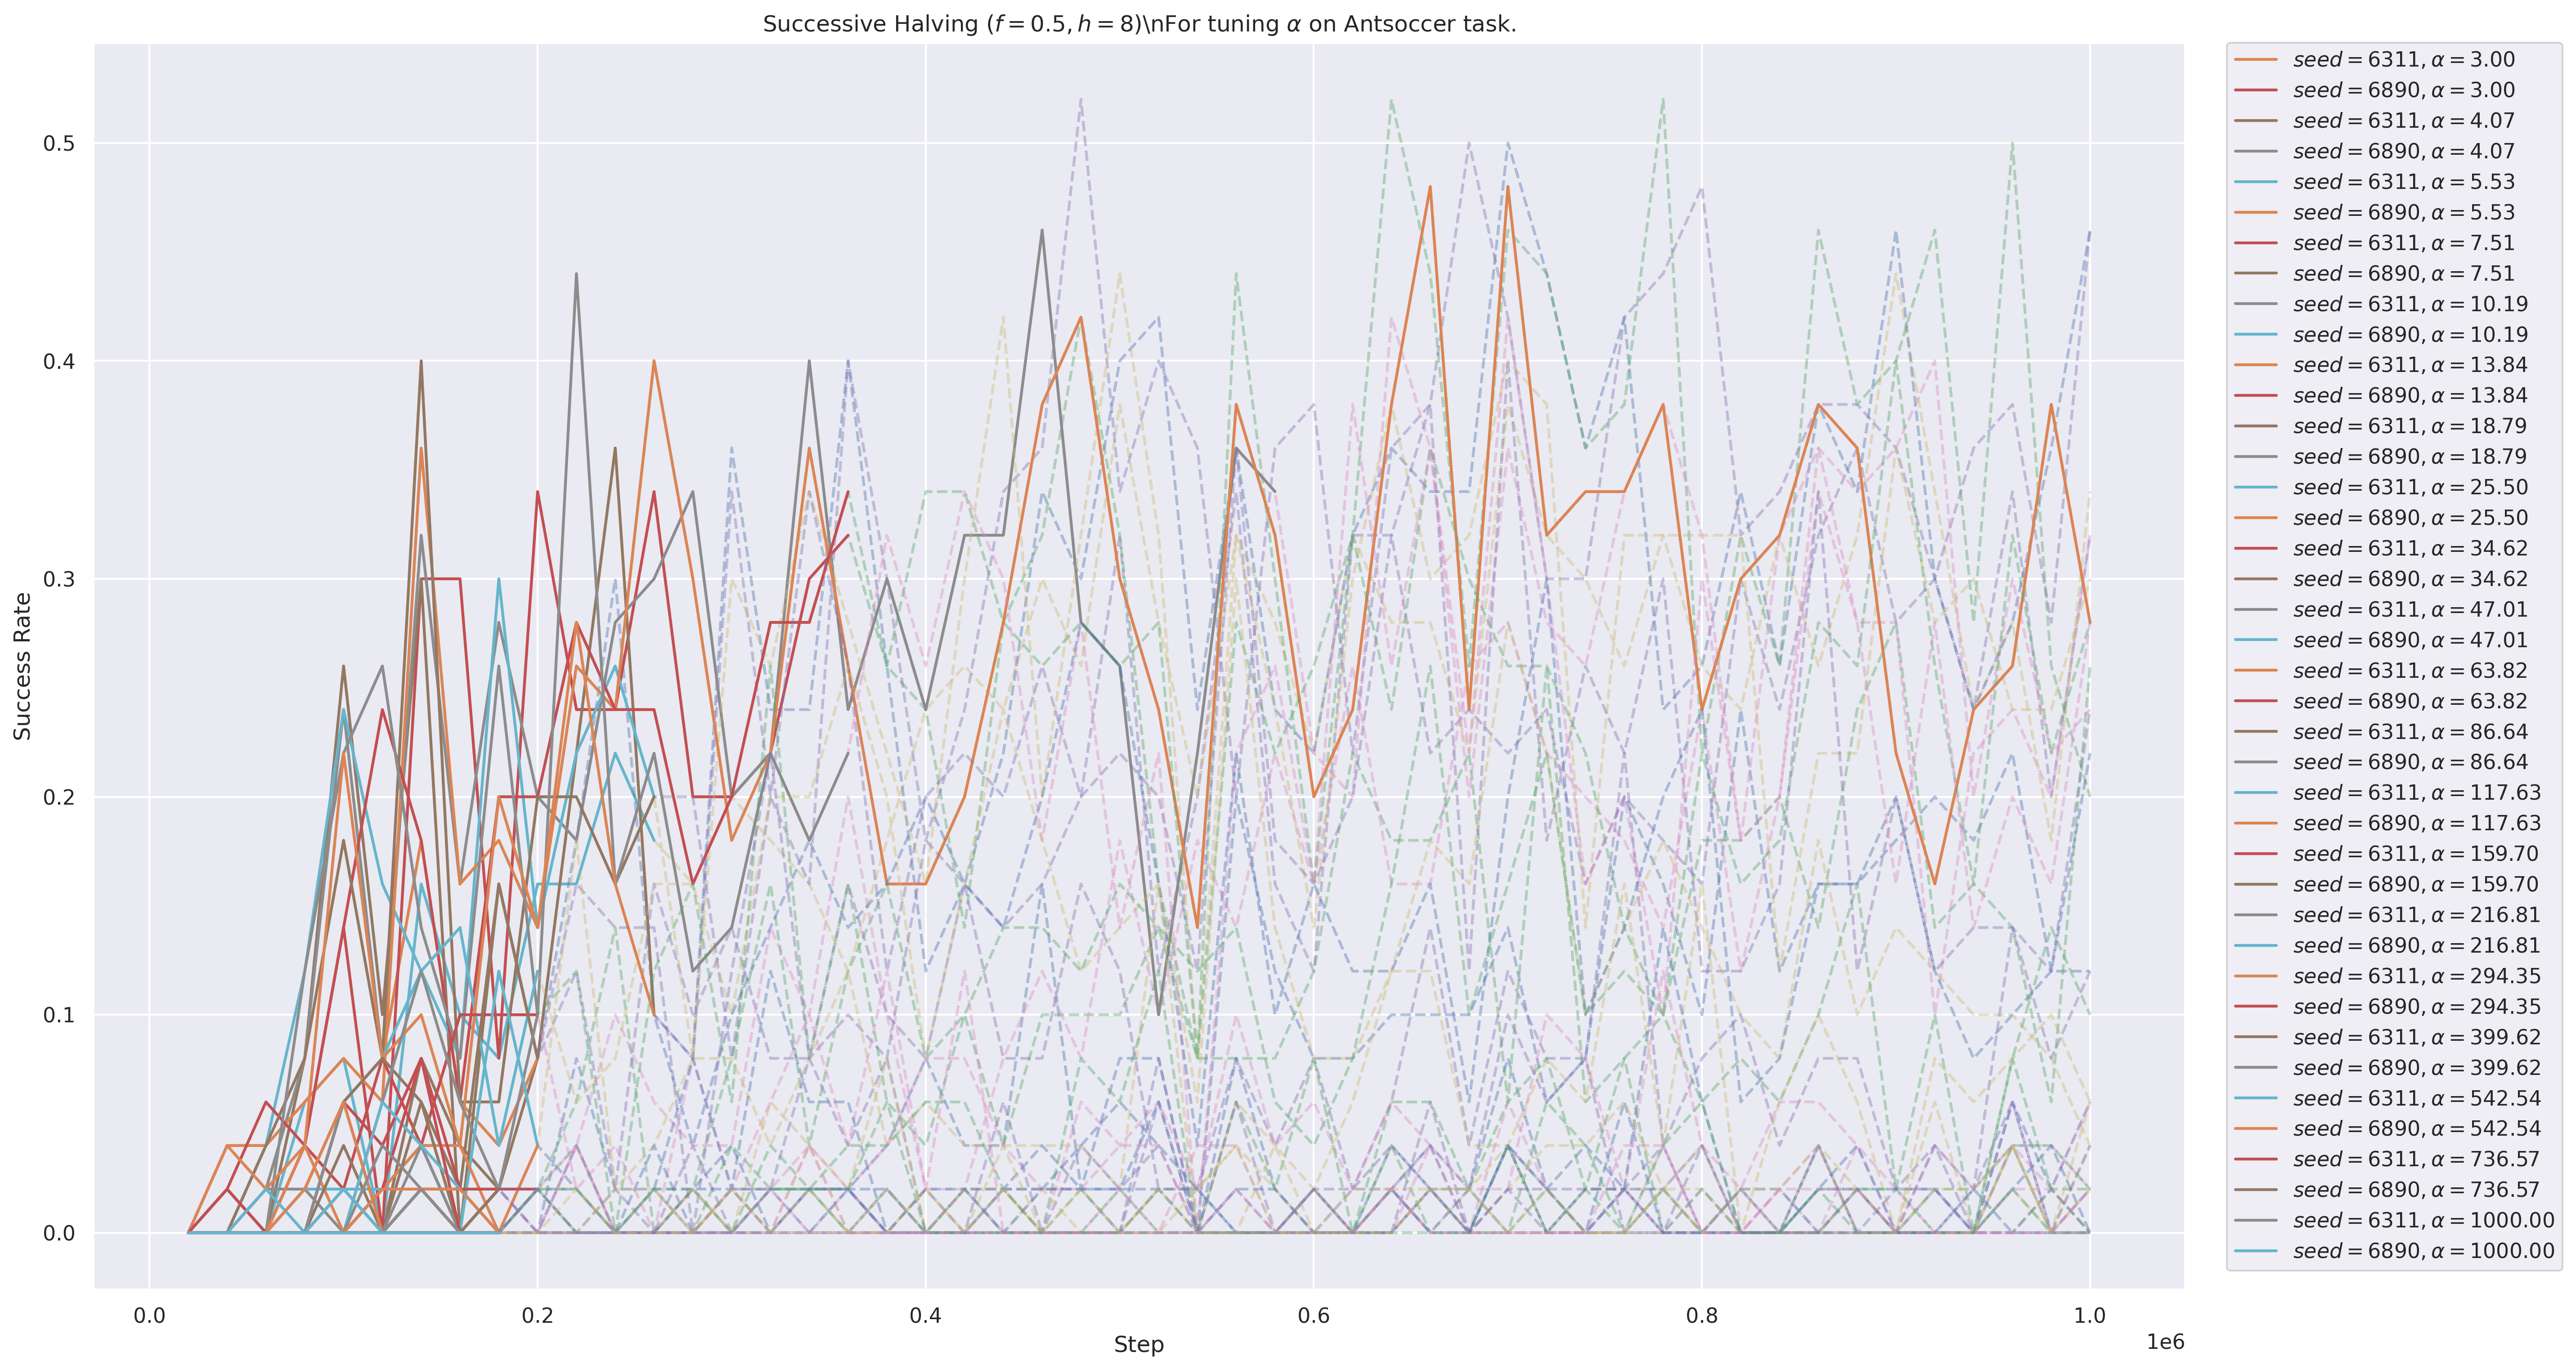 Successive Halving (f = 0.5, h = 8)\nFor tuning α on Antsoccer task.
Success Rate
0.5
0.4
0.3
0.2
0.1
0.0
0.0 0.2 0.4 0.6 0.8 1.0
1e6
Step
seed = 6311, α = 3.00
seed = 6890, α = 3.00
seed = 6311, α = 4.07
seed = 6890, α = 4.07
seed = 6311, α = 5.53
seed = 6890, α = 5.53
seed = 6311, α = 7.51
seed = 6890, α = 7.51
seed = 6311, α = 10.19
seed = 6890, α = 10.19
seed = 6311, α = 13.84
seed = 6890, α = 13.84
seed = 6311, α = 18.79
seed = 6890, α = 18.79
seed = 6311, α = 25.50
seed = 6890, α = 25.50
seed = 6311, α = 34.62
seed = 6890, α = 34.62
seed = 6311, α = 47.01
seed = 6890, α = 47.01
seed = 6311, α = 63.82
seed = 6890, α = 63.82
seed = 6311, α = 86.64
seed = 6890, α = 86.64
seed = 6311, α = 117.63
seed = 6890, α = 117.63
seed = 6311, α = 159.70
seed = 6890, α = 159.70
seed = 6311, α = 216.81
seed = 6890, α = 216.81
seed = 6311, α = 294.35
seed = 6890, α = 294.35
seed = 6311, α = 399.62
seed = 6890, α = 399.62
seed = 6311, α = 542.54
seed = 6890, α = 542.54
seed = 6311, α = 736.57
seed = 6890, α = 736.57
seed = 6311, α = 1000.00
seed = 6890, α = 1000.00